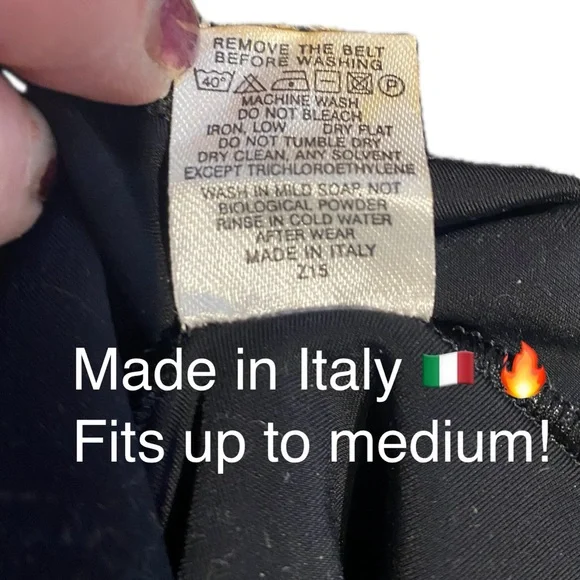 REMOVE THE BELT
BEFORE WASHING
40° P
MACHINE WASH
DO NOT BLEACH
IRON, LOW DRY FLAT
DO NOT TUMBLE DRY
DRY CLEAN, ANY SOLVENT
EXCEPT TRICHLOROETHYLENE
WASH IN MILD SOAP, NOT
BIOLOGICAL POWDER
RINSE IN COLD WATER
AFTER WEAR
MADE IN ITALY
Z15
Made in Italy 🇮🇹 🔥
Fits up to medium!